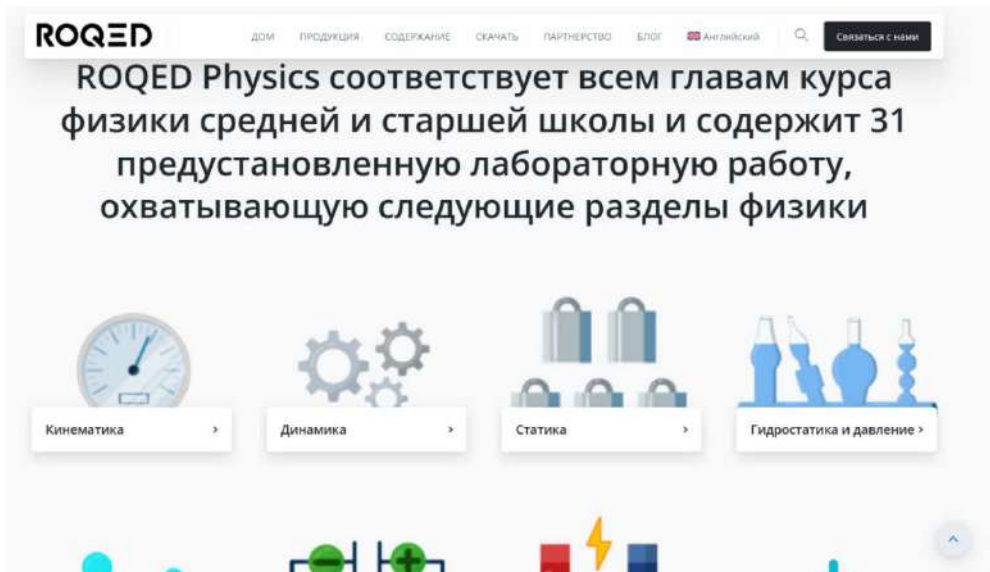 ROQED
ДОМ ПРОДУКЦИЯ СОДЕРЖАНИЕ СКАЧАТЬ ПАРТНЕРСТВО БЛОГ Английский Связаться с нами
ROQED Physics соответствует всем главам курса
физики средней и старшей школы и содержит 31
предустановленную лабораторную работу,
охватывающую следующие разделы физики
Кинематика
Динамика
Статика
Гидростатика и давление